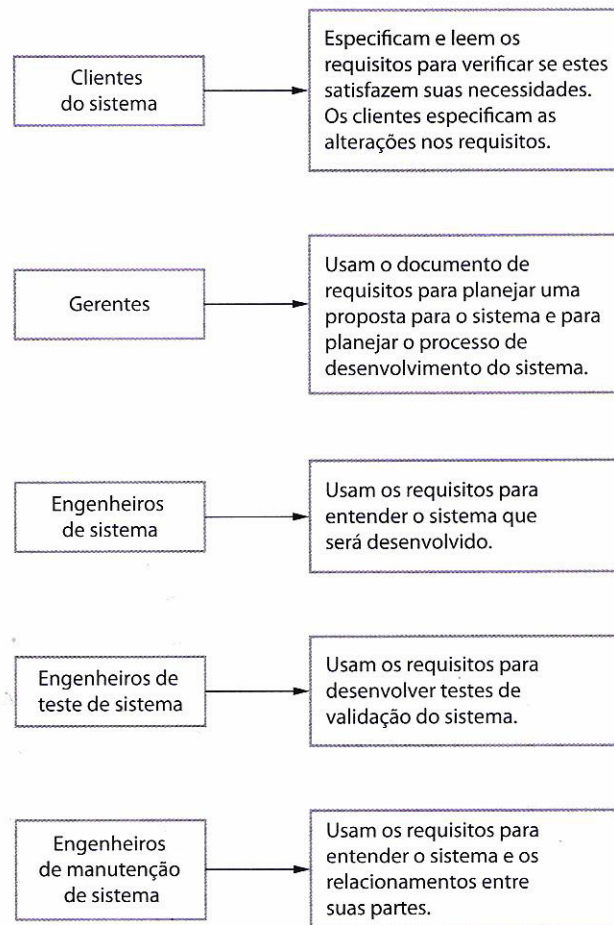 Clientes
do sistema
Especificam e leem os
requisitos para verificar se estes
satisfazem suas necessidades.
Os clientes especificam as
alterações nos requisitos.
Gerentes
Usam o documento de
requisitos para planejar uma
proposta para o sistema e para
planejar o processo de
desenvolvimento do sistema.
Engenheiros
de sistema
Usam os requisitos para
entender o sistema que
será desenvolvido.
Engenheiros de
teste de sistema
Usam os requisitos para
desenvolver testes de
validação do sistema.
Engenheiros
de manutenção
de sistema
Usam os requisitos para
entender o sistema e os
relacionamentos entre
suas partes.